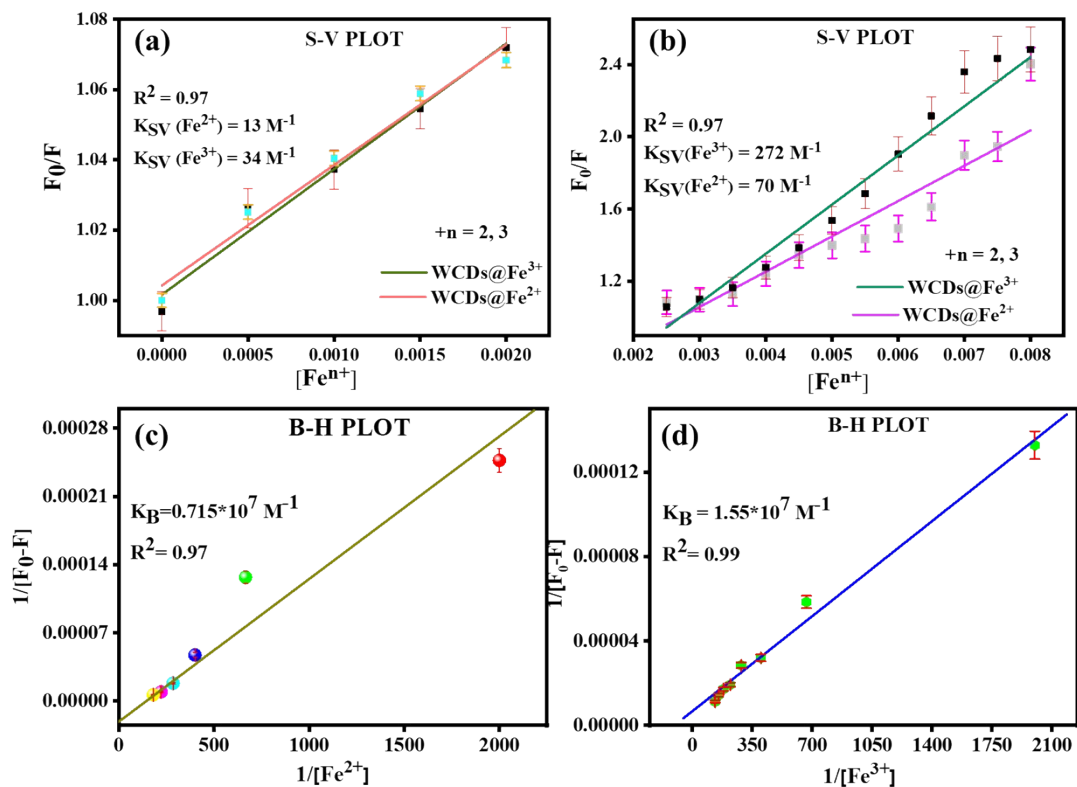 (a)
S-V PLOT
R² = 0.97
K_SV (Fe²⁺) = 13 M⁻¹
K_SV (Fe³⁺) = 34 M⁻¹
+n = 2, 3
WCDs@Fe³⁺
WCDs@Fe²⁺
F₀/F
1.08
1.06
1.04
1.02
1.00
0.0000
0.0005
0.0010
0.0015
0.0020
[Feⁿ⁺]
(b)
S-V PLOT
R² = 0.97
K_SV(Fe³⁺) = 272 M⁻¹
K_SV(Fe²⁺) = 70 M⁻¹
+n = 2, 3
WCDs@Fe³⁺
WCDs@Fe²⁺
F₀/F
2.4
2.0
1.6
1.2
0.002
0.003
0.004
0.005
0.006
0.007
0.008
[Feⁿ⁺]
(c)
B-H PLOT
K_B=0.715*10⁷ M⁻¹
R²= 0.97
1/[F₀-F]
0.00028
0.00021
0.00014
0.00007
0.00000
0
500
1000
1500
2000
1/[Fe²⁺]
(d)
B-H PLOT
K_B = 1.55*10⁷ M⁻¹
R²= 0.99
1/[F₀-F]
0.00012
0.00008
0.00004
0.00000
0
350
700
1050
1400
1750
2100
1/[Fe³⁺]